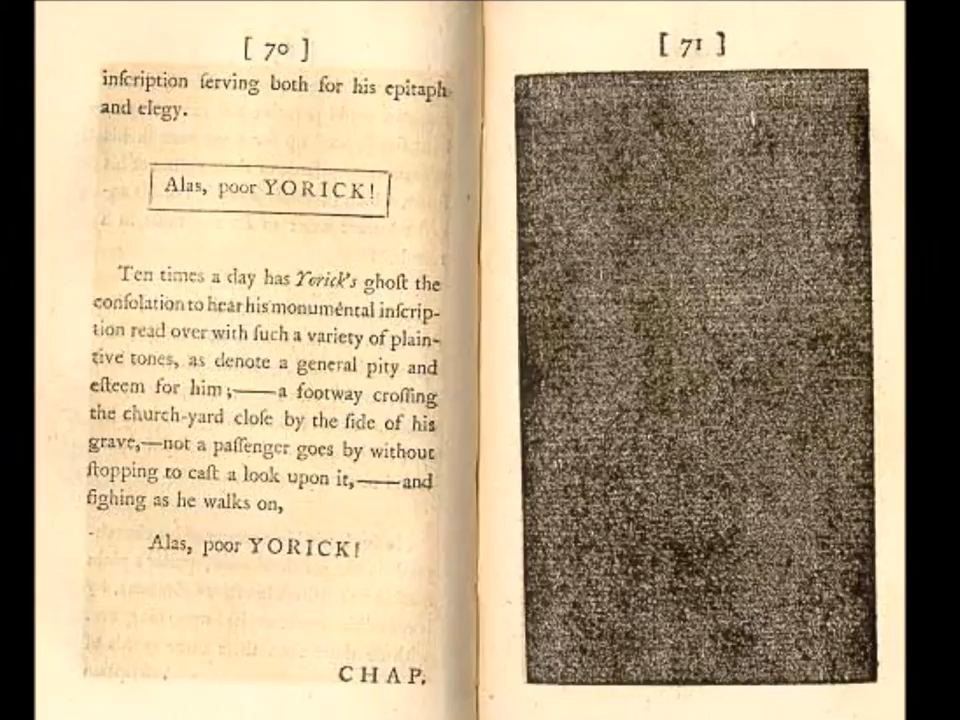 [ 70 ]
inſcription ſerving both for his epitaph
and elegy.
Alas, poor YORICK!
Ten times a day has Yorick's ghoſt the
conſolation to hear his monumental inſcrip-
tion read over with ſuch a variety of plain-
tive tones, as denote a general pity and
eſteem for him;——a footway croſſing
the church-yard cloſe by the ſide of his
grave,—not a paſſenger goes by without
ſtopping to caſt a look upon it,——and
ſighing as he walks on,
Alas, poor YORICK!
CHAP.
[ 71 ]